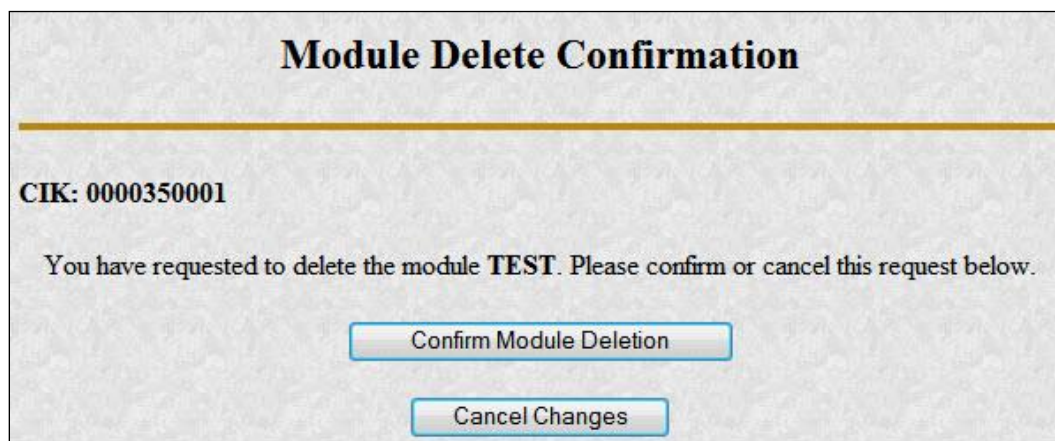 Module Delete Confirmation
CIK: 0000350001
You have requested to delete the module TEST. Please confirm or cancel this request below.
Confirm Module Deletion
Cancel Changes